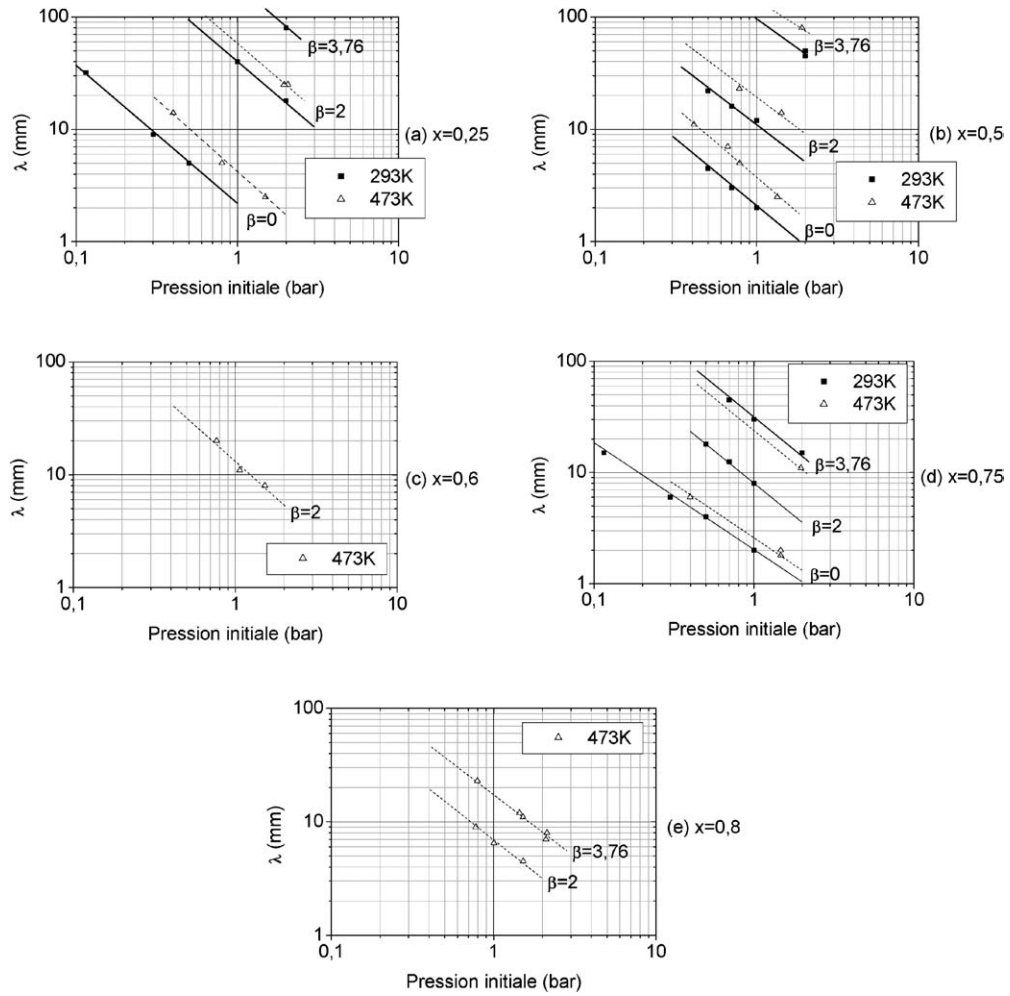 100
10
1
λ (mm)
β=3,76
β=2
β=0
293K
473K
(a) x=0,25
0,1
1
10
Pression initiale (bar)
100
10
1
λ (mm)
β=3,76
β=2
β=0
293K
473K
(b) x=0,5
0,1
1
10
Pression initiale (bar)
100
10
1
λ (mm)
β=2
473K
(c) x=0,6
0,1
1
10
Pression initiale (bar)
100
10
1
λ (mm)
293K
473K
β=3,76
β=2
β=0
(d) x=0,75
0,1
1
10
Pression initiale (bar)
100
10
1
λ (mm)
473K
β=3,76
β=2
(e) x=0,8
0,1
1
10
Pression initiale (bar)